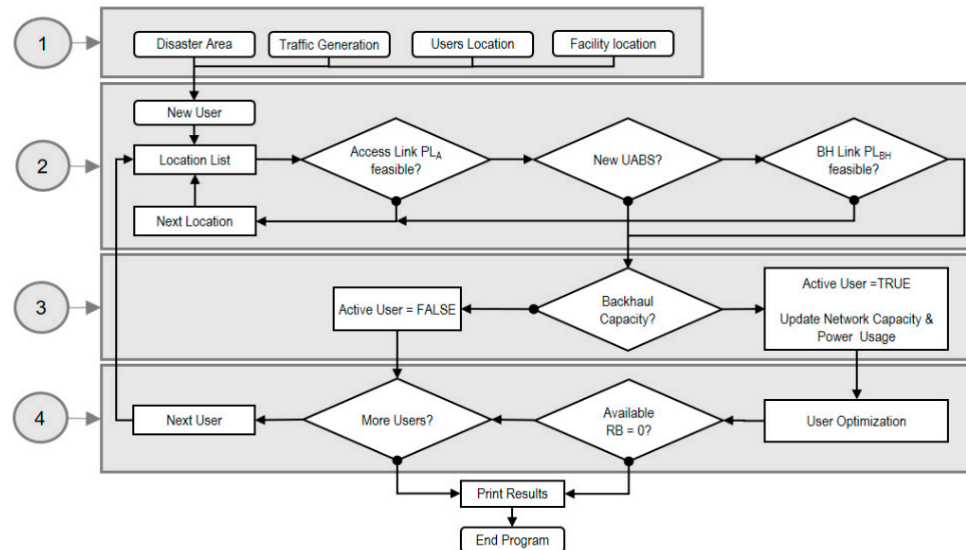 1
Disaster Area
Traffic Generation
Users Location
Facility location
2
New User
Location List
Access Link PL_A
feasible?
New UABS?
BH Link PL_BH
feasible?
Next Location
3
Active User = FALSE
Backhaul
Capacity?
Active User =TRUE
Update Network Capacity &
Power Usage
4
Next User
More Users?
Available
RB = 0?
User Optimization
Print Results
End Program